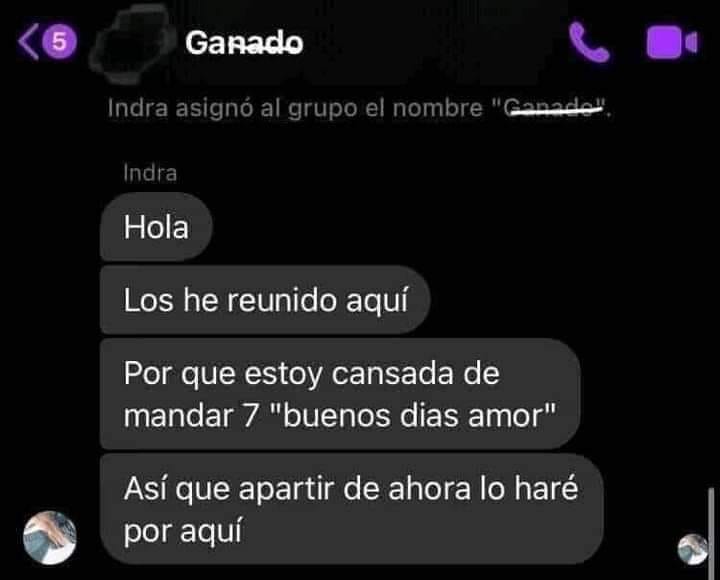 5
Ganado
Indra asignó al grupo el nombre "Ganado".
Indra
Hola
Los he reunido aquí
Por que estoy cansada de
mandar 7 "buenos dias amor"
Así que apartir de ahora lo haré
por aquí